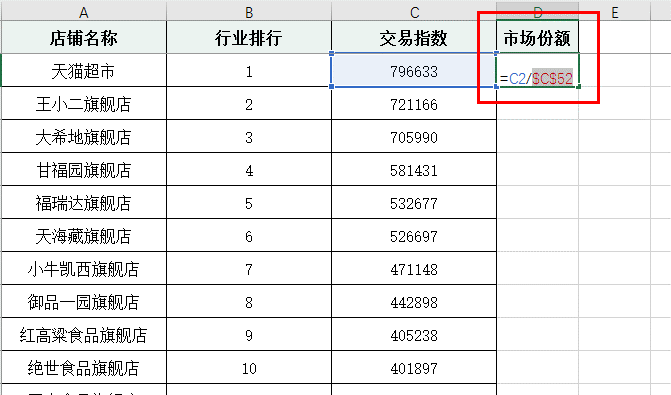 A B C D E
店铺名称 行业排行 交易指数 市场份额
天猫超市 1 796633 =C2/$C$52
王小二旗舰店 2 721166
大希地旗舰店 3 705990
甘福园旗舰店 4 581431
福瑞达旗舰店 5 532677
天海藏旗舰店 6 526697
小牛凯西旗舰店 7 471148
御品一园旗舰店 8 442898
红高粱食品旗舰店 9 405238
绝世食品旗舰店 10 401897